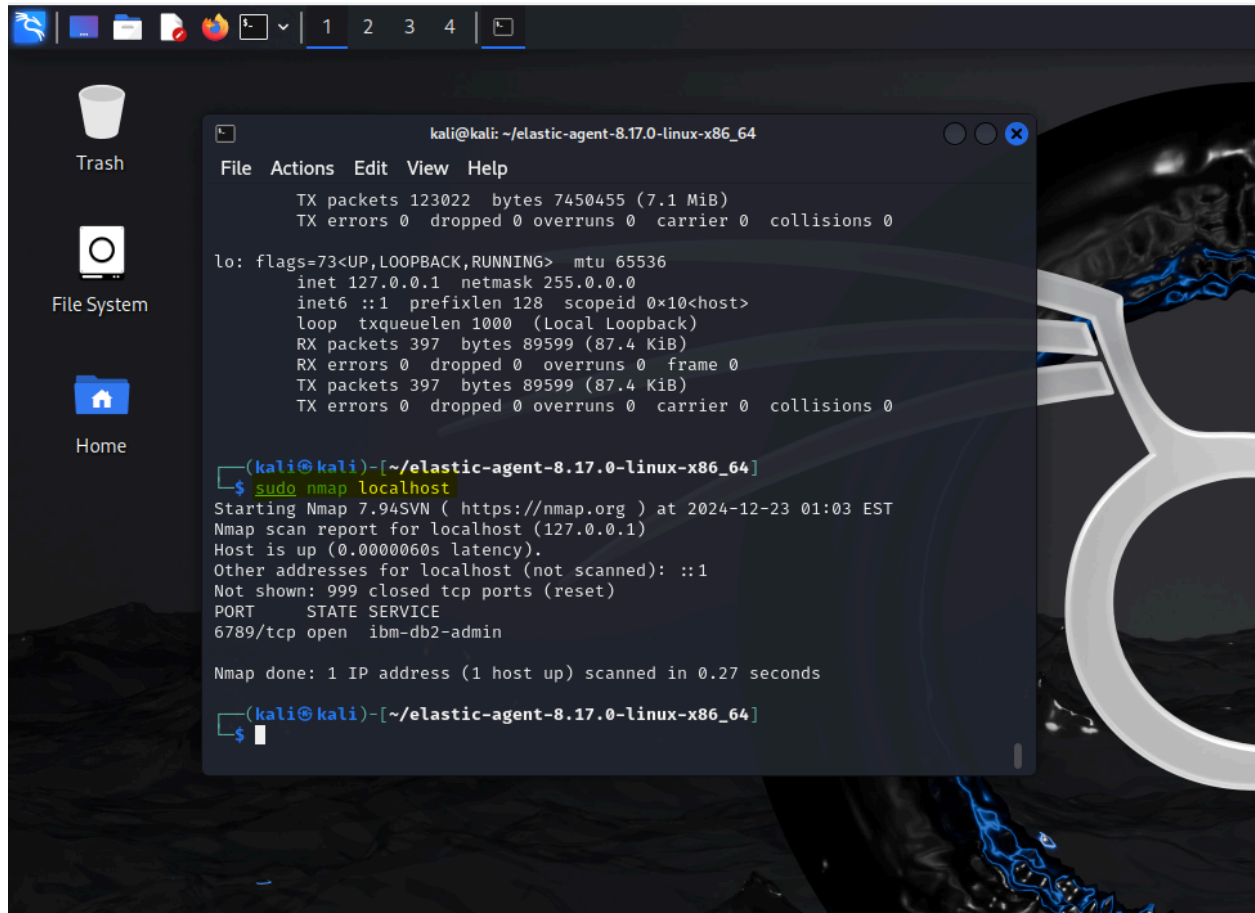 1 2 3 4
kali@kali: ~/elastic-agent-8.17.0-linux-x86_64
File Actions Edit View Help
TX packets 123022 bytes 7450455 (7.1 MiB)
TX errors 0 dropped 0 overruns 0 carrier 0 collisions 0
lo: flags=73<UP,LOOPBACK,RUNNING> mtu 65536
inet 127.0.0.1 netmask 255.0.0.0
inet6 ::1 prefixlen 128 scopeid 0×10<host>
loop txqueuelen 1000 (Local Loopback)
RX packets 397 bytes 89599 (87.4 KiB)
RX errors 0 dropped 0 overruns 0 frame 0
TX packets 397 bytes 89599 (87.4 KiB)
TX errors 0 dropped 0 overruns 0 carrier 0 collisions 0
┌──(kali㉿kali)-[~/elastic-agent-8.17.0-linux-x86_64]
└─$ sudo nmap localhost
Starting Nmap 7.94SVN ( https://nmap.org ) at 2024-12-23 01:03 EST
Nmap scan report for localhost (127.0.0.1)
Host is up (0.0000060s latency).
Other addresses for localhost (not scanned): ::1
Not shown: 999 closed tcp ports (reset)
PORT STATE SERVICE
6789/tcp open ibm-db2-admin
Nmap done: 1 IP address (1 host up) scanned in 0.27 seconds
┌──(kali㉿kali)-[~/elastic-agent-8.17.0-linux-x86_64]
└─$
Trash
File System
Home